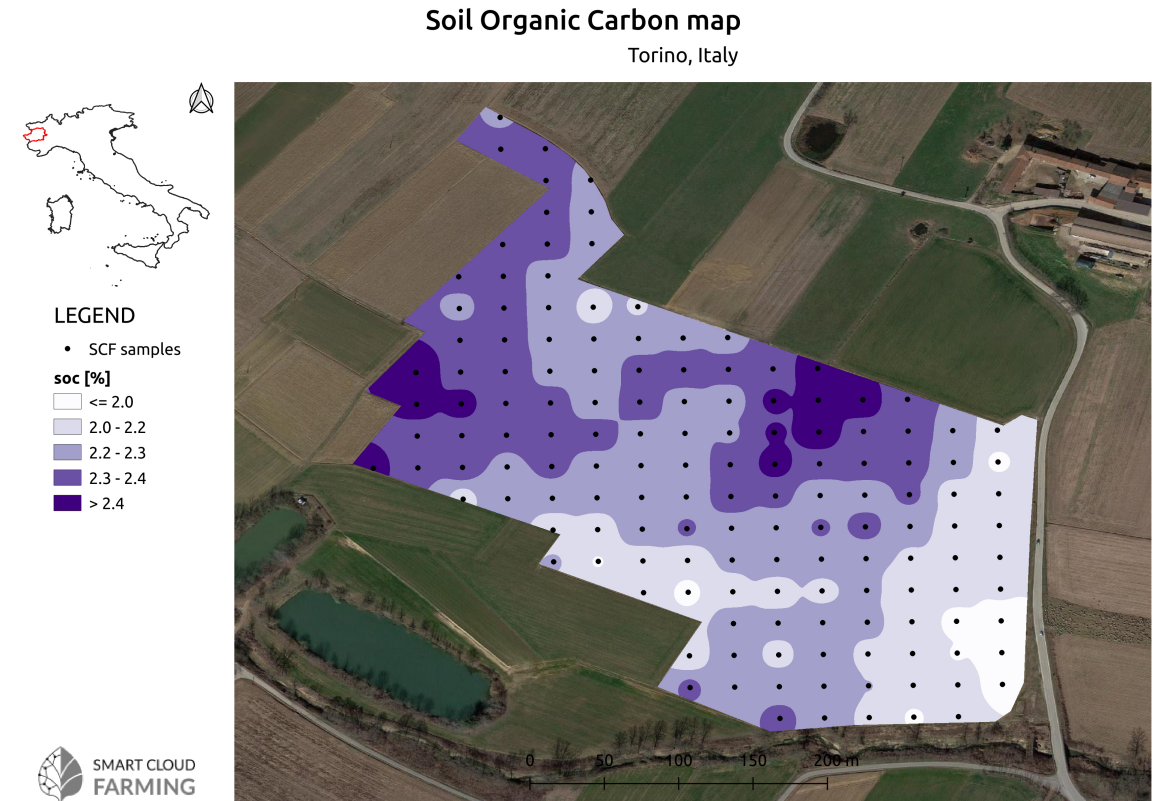 Soil Organic Carbon map
Torino, Italy
LEGEND
SCF samples
soc [%]
<= 2.0
2.0 - 2.2
2.2 - 2.3
2.3 - 2.4
> 2.4
0 50 100 150 200 m
SMART CLOUD
FARMING